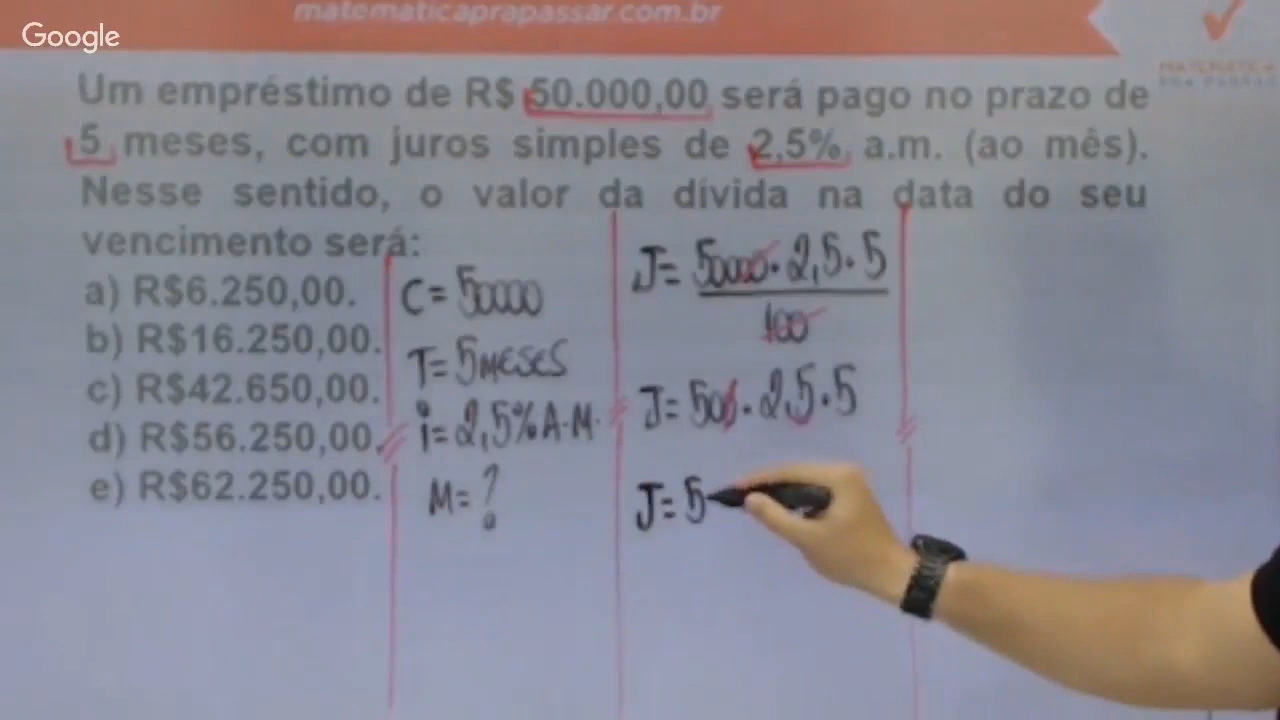 matematicaprapassar.com.br
Google
MATEMÁTICA
PRA PASSAR
Um empréstimo de R$ 50.000,00 será pago no prazo de
5 meses, com juros simples de 2,5% a.m. (ao mês).
Nesse sentido, o valor da dívida na data do seu
vencimento será:
a) R$6.250,00.
b) R$16.250,00.
c) R$42.650,00.
d) R$56.250,00.
e) R$62.250,00.
C = 50000
T = 5 MESES
i = 2,5% A.M.
M = ?
J = 50000 . 2,5 . 5
100
J = 500 . 2,5 . 5
J = 5